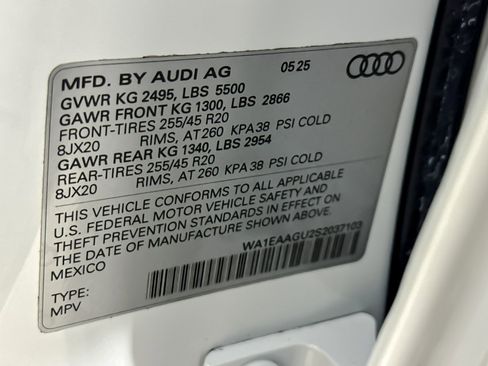 MFD. BY AUDI AG 05 25
GVWR KG 2495, LBS 5500
GAWR FRONT KG 1300, LBS 2866
FRONT-TIRES 255/45 R20
8JX20 RIMS, AT 260 KPA 38 PSI COLD
GAWR REAR KG 1340, LBS 2954
REAR-TIRES 255/45 R20
8JX20 RIMS, AT 260 KPA 38 PSI COLD
THIS VEHICLE CONFORMS TO ALL APPLICABLE
U.S. FEDERAL MOTOR VEHICLE SAFETY AND
THEFT PREVENTION STANDARDS IN EFFECT ON
THE DATE OF MANUFACTURE SHOWN ABOVE.
MEXICO WA1EAAGU2S2037103
TYPE:
MPV